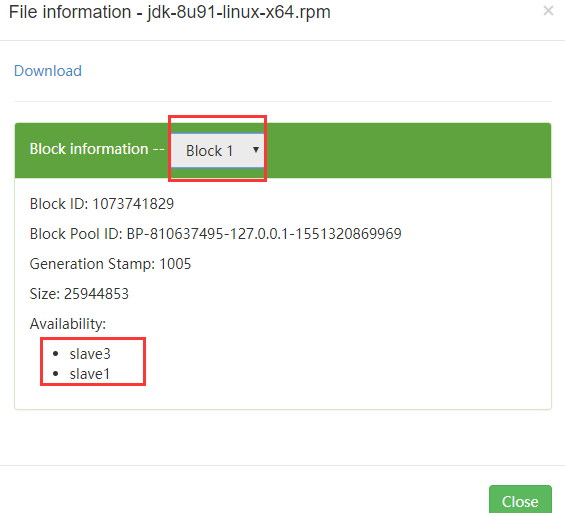 File information - jdk-8u91-linux-x64.rpm ×
Download
Block information -- Block 1
Block ID: 1073741829
Block Pool ID: BP-810637495-127.0.0.1-1551320869969
Generation Stamp: 1005
Size: 25944853
Availability:
slave3
slave1
Close